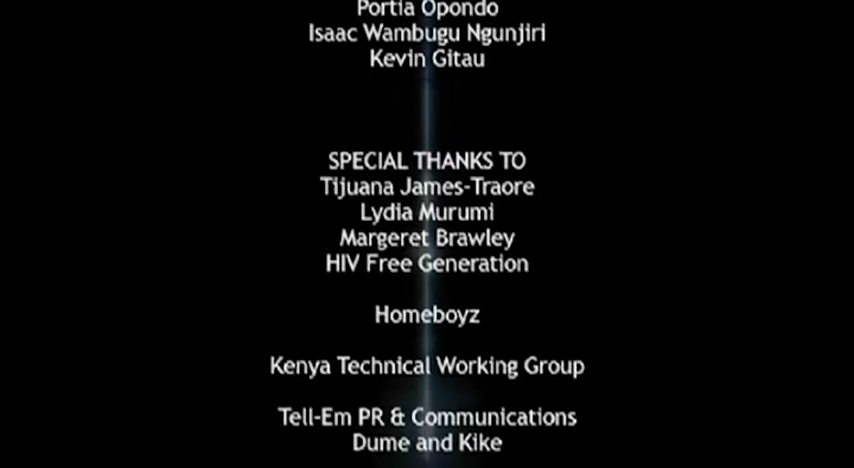 Portia Opondo
Isaac Wambugu Ngunjiri
Kevin Gitau
SPECIAL THANKS TO
Tijuana James-Traore
Lydia Murumi
Margeret Brawley
HIV Free Generation
Homeboyz
Kenya Technical Working Group
Tell-Em PR & Communications
Dume and Kike